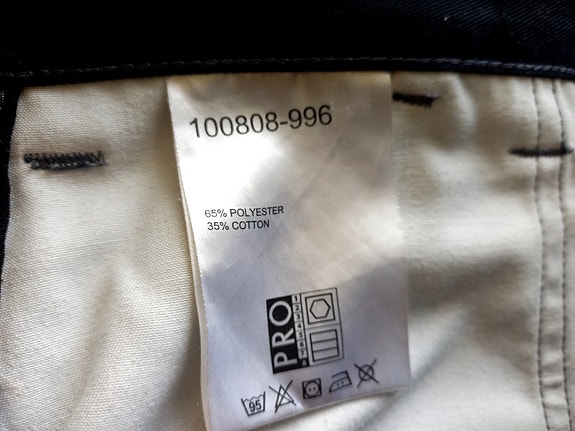 100808-996
65% POLYESTER
35% COTTON
PRO
95